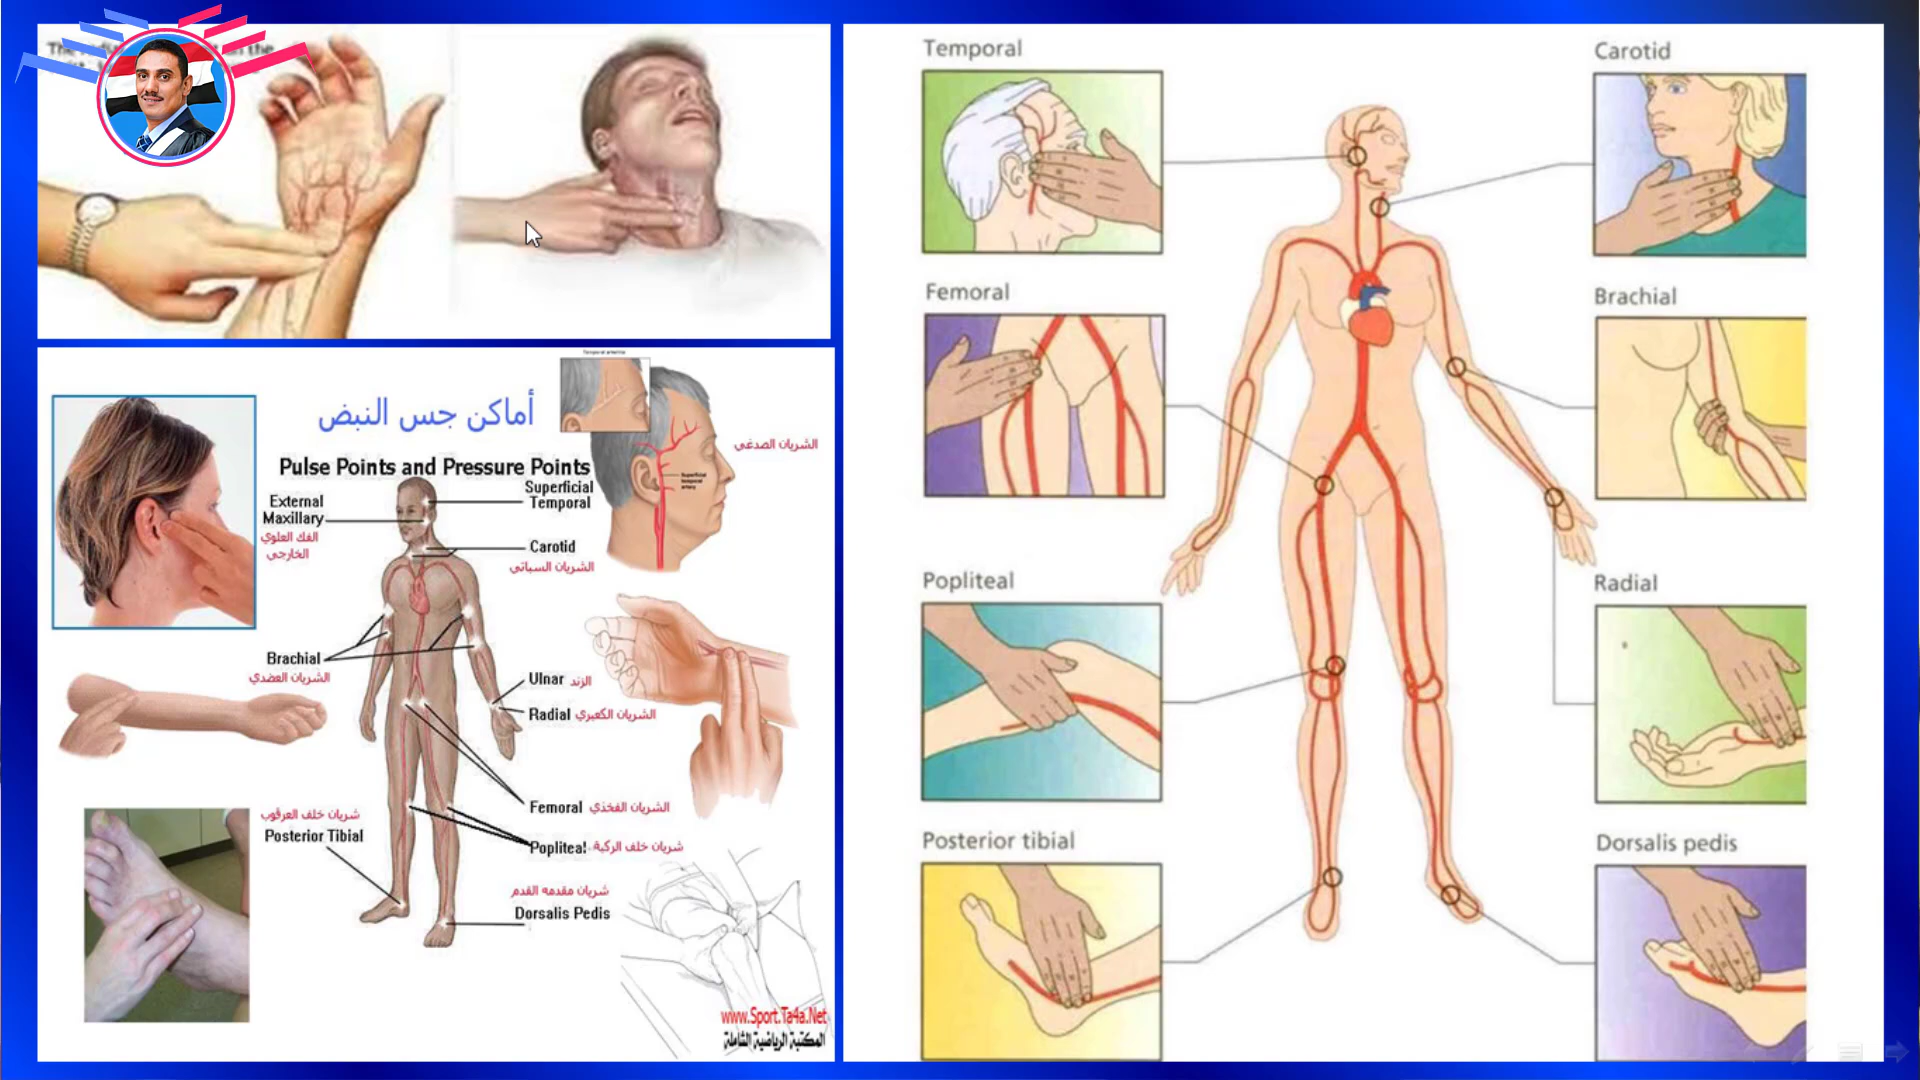 أماكن جس النبض
الشريان الصدغي
Pulse Points and Pressure Points
Superficial
Temporal
External
Maxillary
الفك العلوي
الخارجي
Carotid
الشريان السباتي
Brachial
الشريان العضدي
Ulnar الزند
Radial الشريان الكعبري
Femoral الشريان الفخذي
شريان خلف العرقوب
Posterior Tibial
Popliteal شريان خلف الركبة
شريان مقدمه القدم
Dorsalis Pedis
www.Sport.Ta4a.Net
المكتبة الرياضية الشاملة
Temporal
Carotid
Femoral
Brachial
Popliteal
Radial
Posterior tibial
Dorsalis pedis